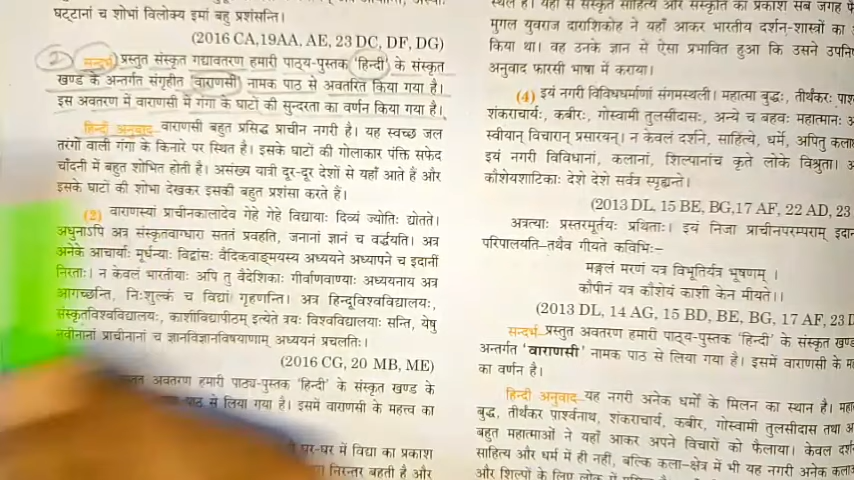 घट्टानां च शोभां विलोक्य इमां बहु प्रशंसन्ति।
(2016 CA,19AA, AE, 23 DC, DF, DG)
2 सन्दर्भ प्रस्तुत संस्कृत गद्यावतरण हमारी पाठ्य-पुस्तक 'हिन्दी' के संस्कृत
खण्ड के अन्तर्गत संगृहीत 'वाराणसी' नामक पाठ से अवतरित किया गया है।
इस अवतरण में वाराणसी में गंगा के घाटों की सुन्दरता का वर्णन किया गया है।
हिन्दी अनुवाद-वाराणसी बहुत प्रसिद्ध प्राचीन नगरी है। यह स्वच्छ जल
तरंगों वाली गंगा के किनारे पर स्थित है। इसके घाटों की गोलाकार पंक्ति सफेद
चाँदनी में बहुत शोभित होती है। असंख्य यात्री दूर-दूर देशों से यहाँ आते हैं और
इसके घाटों की शोभा देखकर इसकी बहुत प्रशंसा करते हैं।
(2) वाराणस्यां प्राचीनकालादेव गेहे गेहे विद्यायाः दिव्यं ज्योतिः द्योतते।
अधुनाऽपि अत्र संस्कृतवाग्धारा सततं प्रवहति, जनानां ज्ञानं च वर्द्धयति। अत्र
अनेके आचार्याः मूर्धन्याः विद्वांसः वैदिकवाङ्मयस्य अध्ययने अध्यापने च इदानीं
निरताः। न केवलं भारतीयाः अपि तु वैदेशिकाः गीर्वाणवाण्याः अध्ययनाय अत्र
आगच्छन्ति, निःशुल्कं च विद्यां गृहणन्ति। अत्र हिन्दूविश्वविद्यालयः,
संस्कृतविश्वविद्यालयः, काशीविद्यापीठम् इत्येते त्रयः विश्वविद्यालयाः सन्ति, येषु
नवीनानां प्राचीनानां च ज्ञानविज्ञानविषयाणाम् अध्ययनं प्रचलति।
(2016 CG, 20 MB, ME)
अवतरण हमारी पाठ्य-पुस्तक 'हिन्दी' के संस्कृत खण्ड के
पाठ से लिया गया है। इसमें वाराणसी के महत्व का
घर-घर में विद्या का प्रकाश
निरन्तर बहती है और
मुगल युवराज दाराशिकोह ने यहाँ आकर भारतीय दर्शन-शास्त्रों का
किया था। वह उनके ज्ञान से ऐसा प्रभावित हुआ कि उसने
अनुवाद फारसी भाषा में कराया।
(4) इयं नगरी विविधधर्माणां संगमस्थली। महात्मा बुद्धः, तीर्थंकरः
शंकराचार्यः, कबीरः, गोस्वामी तुलसीदासः, अन्ये च बहवः महात्मानः
स्वीयान् विचारान् प्रसारयन्। न केवलं दर्शने, साहित्ये, धर्मे, अपितु
इयं नगरी विविधानां, कलानां, शिल्पानांच कृते लोके विश्रुता।
कौशेयशाटिकाः देशे देशे सर्वत्र स्पृह्यन्ते।
(2013 DL, 15 BE, BG,17 AF, 22 AD, 23
अत्रत्याः प्रस्तरमूर्तयः प्रथिताः। इयं निजा प्राचीनपरम्पराम्
परिपालयति-तथैव गीयते कविभिः-
मङ्गलं मरणं यत्र विभूतिर्यत्र भूषणम् ।
कौपीनं यत्र कौशेयं काशी केन मीयते।।
(2013 DL, 14 AG, 15 BD, BE, BG, 17 AF, 23
सन्दर्भ-प्रस्तुत अवतरण हमारी पाठ्य-पुस्तक 'हिन्दी' के संस्कृत
अन्तर्गत 'वाराणसी' नामक पाठ से लिया गया है। इसमें वाराणसी के
का वर्णन है।
हिन्दी अनुवाद-यह नगरी अनेक धर्मों के मिलन का स्थान है।
बुद्ध, तीर्थंकर पार्श्वनाथ, शंकराचार्य, कबीर, गोस्वामी तुलसीदास तथा
बहुत महात्माओं ने यहाँ आकर अपने विचारों को फैलाया। केवल
साहित्य और धर्म में ही नहीं, बल्कि कला-क्षेत्र में भी यह नगरी अनेक
और शिल्पों के लिए लोक में